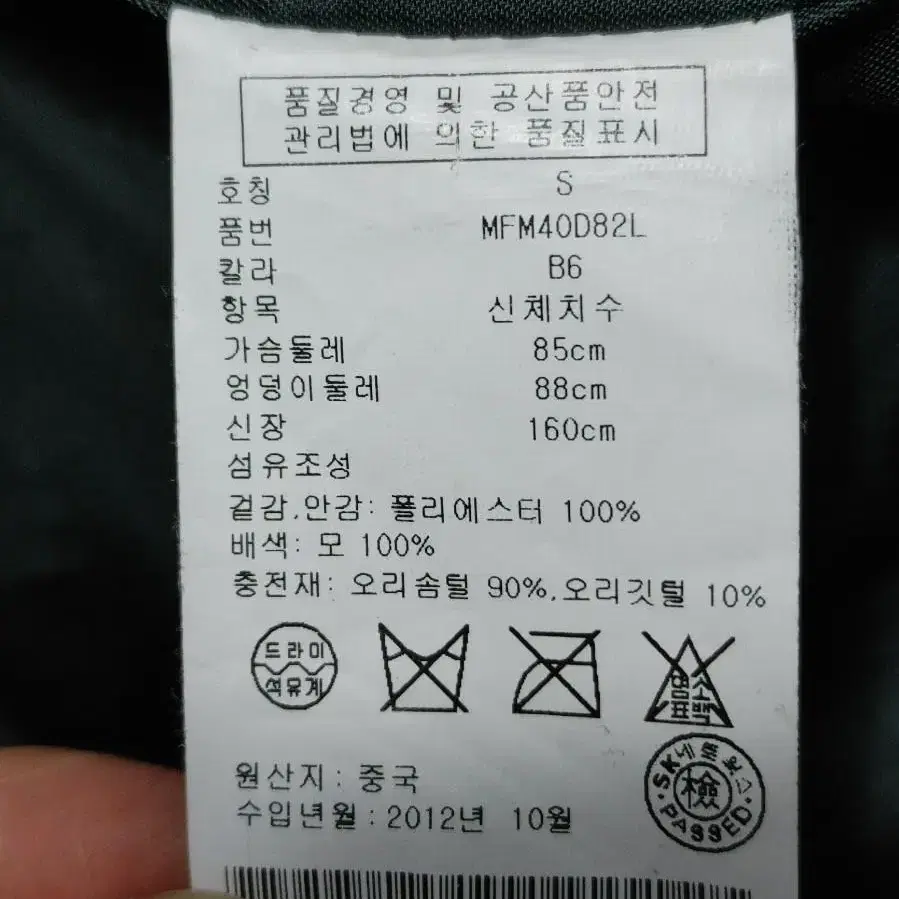 품질경영 및 공산품안전
관리법에 의한 품질표시
호칭 S
품번 MFM40D82L
칼라 B6
항목 신체치수
가슴둘레 85cm
엉덩이둘레 88cm
신장 160cm
섬유조성
겉감,안감: 폴리에스터 100%
배색: 모 100%
충전재: 오리솜털 90%,오리깃털 10%
드라이
석유계
염소
표백
SK네트웍스
檢
PASSED
원산지: 중국
수입년월: 2012년 10월